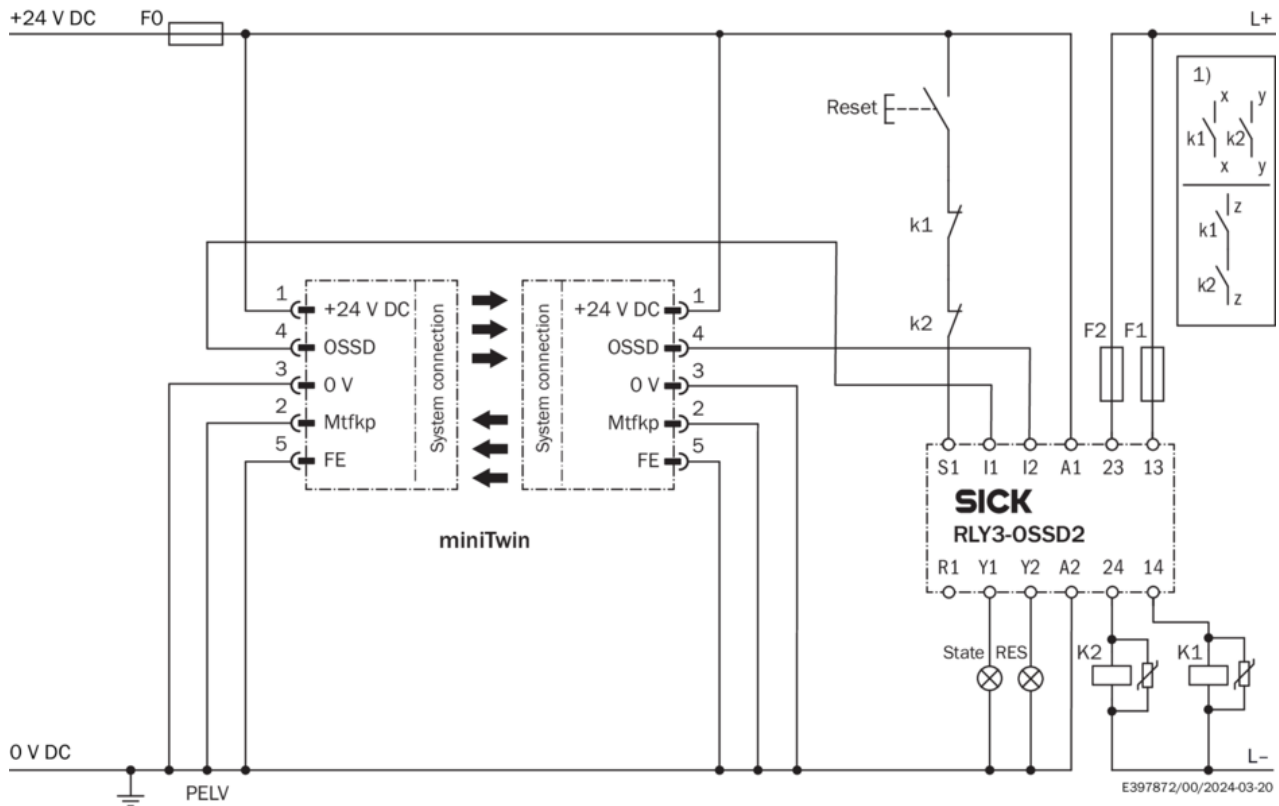 +24 V DC
F0
L+
1)
x
y
k1
k2
x
y
z
k1
k2
z
Reset
k1
k2
F2
F1
1
+24 V DC
4
OSSD
3
0 V
2
Mtfkp
5
FE
System connection
System connection
+24 V DC
1
OSSD
4
0 V
3
Mtfkp
2
FE
5
miniTwin
S1
I1
I2
A1
23
13
SICK
RLY3-OSSD2
R1
Y1
Y2
A2
24
14
State
RES
K2
K1
0 V DC
PELV
L–
E397872/00/2024-03-20